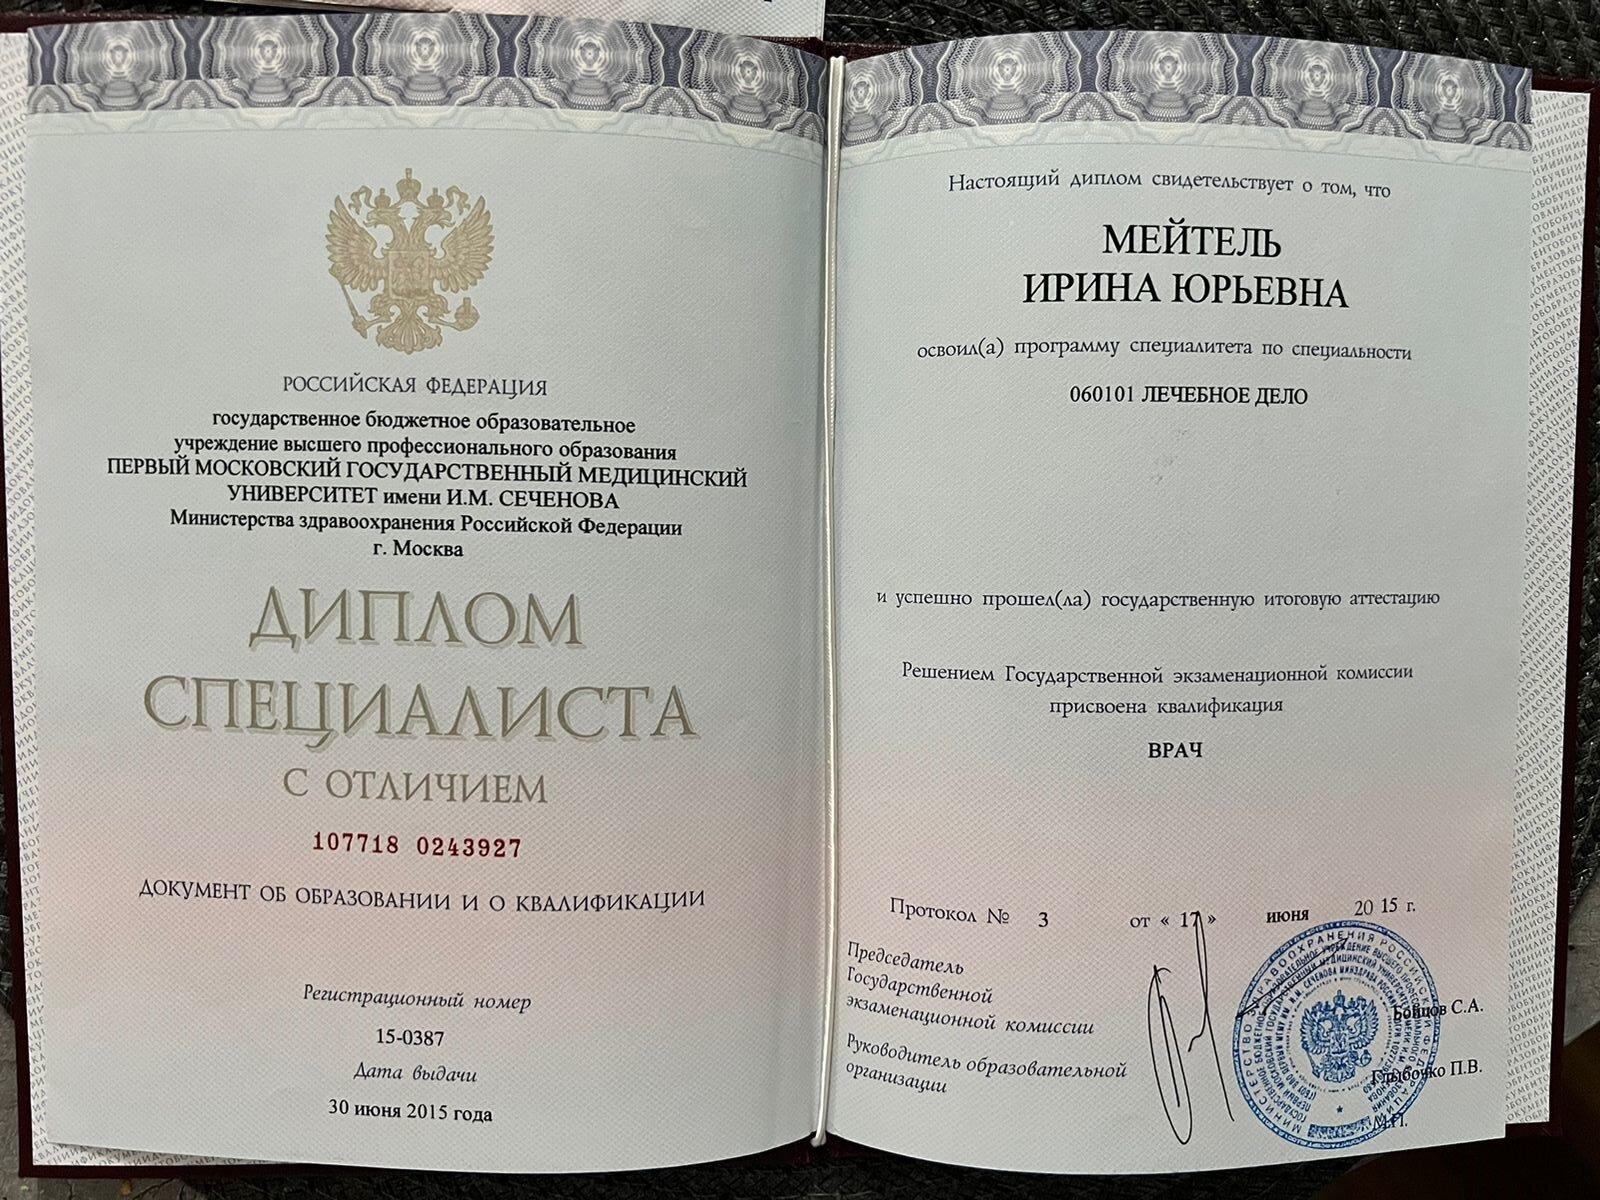 РОССИЙСКАЯ ФЕДЕРАЦИЯ
государственное бюджетное образовательное
учреждение высшего профессионального образования
ПЕРВЫЙ МОСКОВСКИЙ ГОСУДАРСТВЕННЫЙ МЕДИЦИНСКИЙ
УНИВЕРСИТЕТ имени И.М. СЕЧЕНОВА
Министерства здравоохранения Российской Федерации
г. Москва
ДИПЛОМ
СПЕЦИАЛИСТА
С ОТЛИЧИЕМ
107718 0243927
ДОКУМЕНТ ОБ ОБРАЗОВАНИИ И О КВАЛИФИКАЦИИ
Регистрационный номер
15-0387
Дата выдачи
30 июня 2015 года
Настоящий диплом свидетельствует о том, что
МЕЙТЕЛЬ
ИРИНА ЮРЬЕВНА
освоил(а) программу специалитета по специальности
060101 ЛЕЧЕБНОЕ ДЕЛО
и успешно прошел(ла) государственную итоговую аттестацию
Решением Государственной экзаменационной комиссии
присвоена квалификация
ВРАЧ
Протокол № 3 от « 17 » июня 20 15 г.
Председатель
Государственной
экзаменационной комиссии
Бойцов С.А.
Руководитель образовательной
организации
Глыбочко П.В.
М.П.